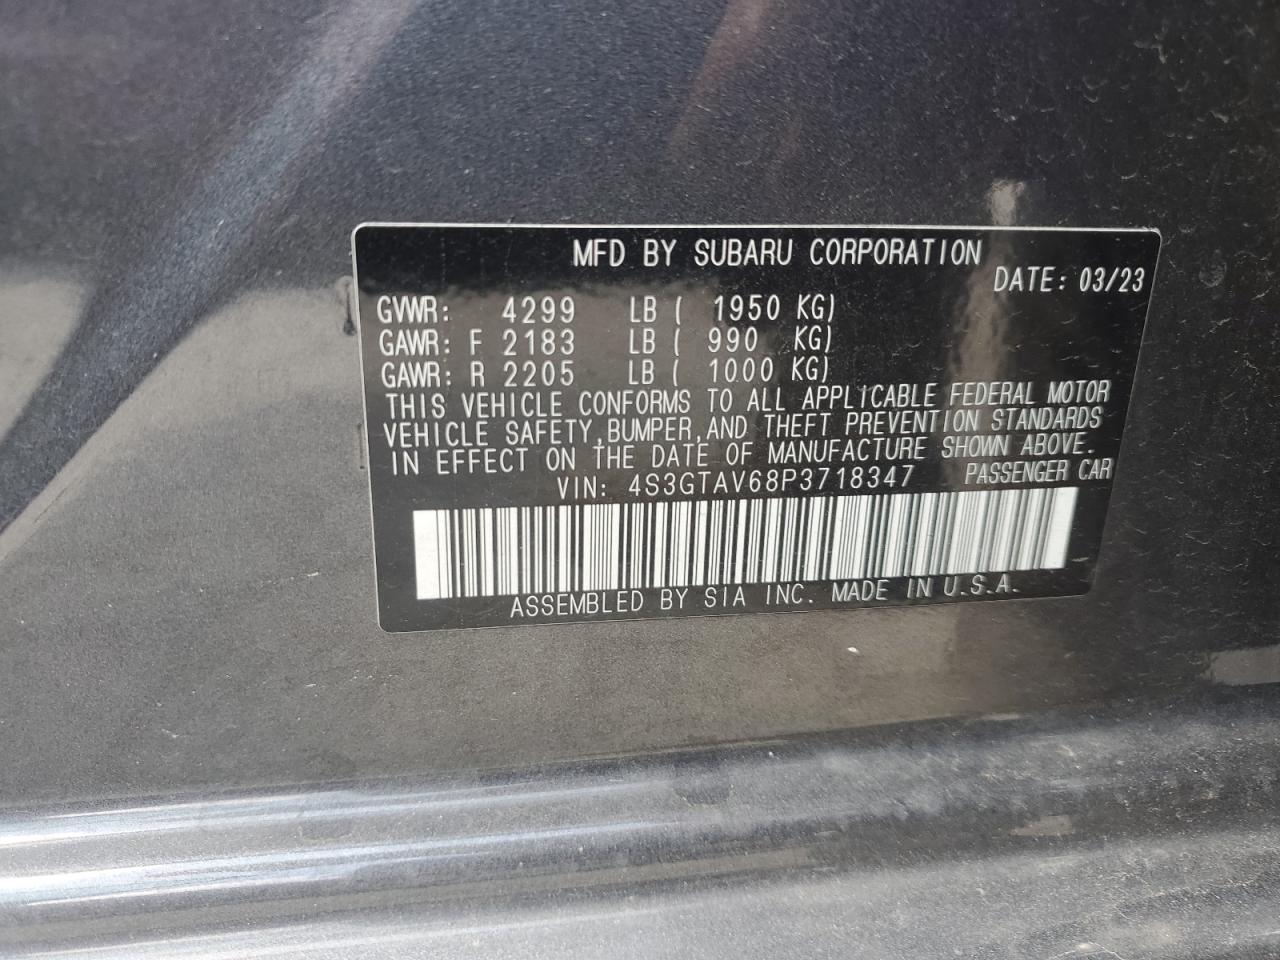 MFD BY SUBARU CORPORATION
DATE: 03/23
GVWR: 4299 LB ( 1950 KG)
GAWR: F 2183 LB ( 990 KG)
GAWR: R 2205 LB ( 1000 KG)
THIS VEHICLE CONFORMS TO ALL APPLICABLE FEDERAL MOTOR
VEHICLE SAFETY, BUMPER, AND THEFT PREVENTION STANDARDS
IN EFFECT ON THE DATE OF MANUFACTURE SHOWN ABOVE.
VIN: 4S3GTAV68P3718347 PASSENGER CAR
ASSEMBLED BY SIA INC. MADE IN U.S.A.